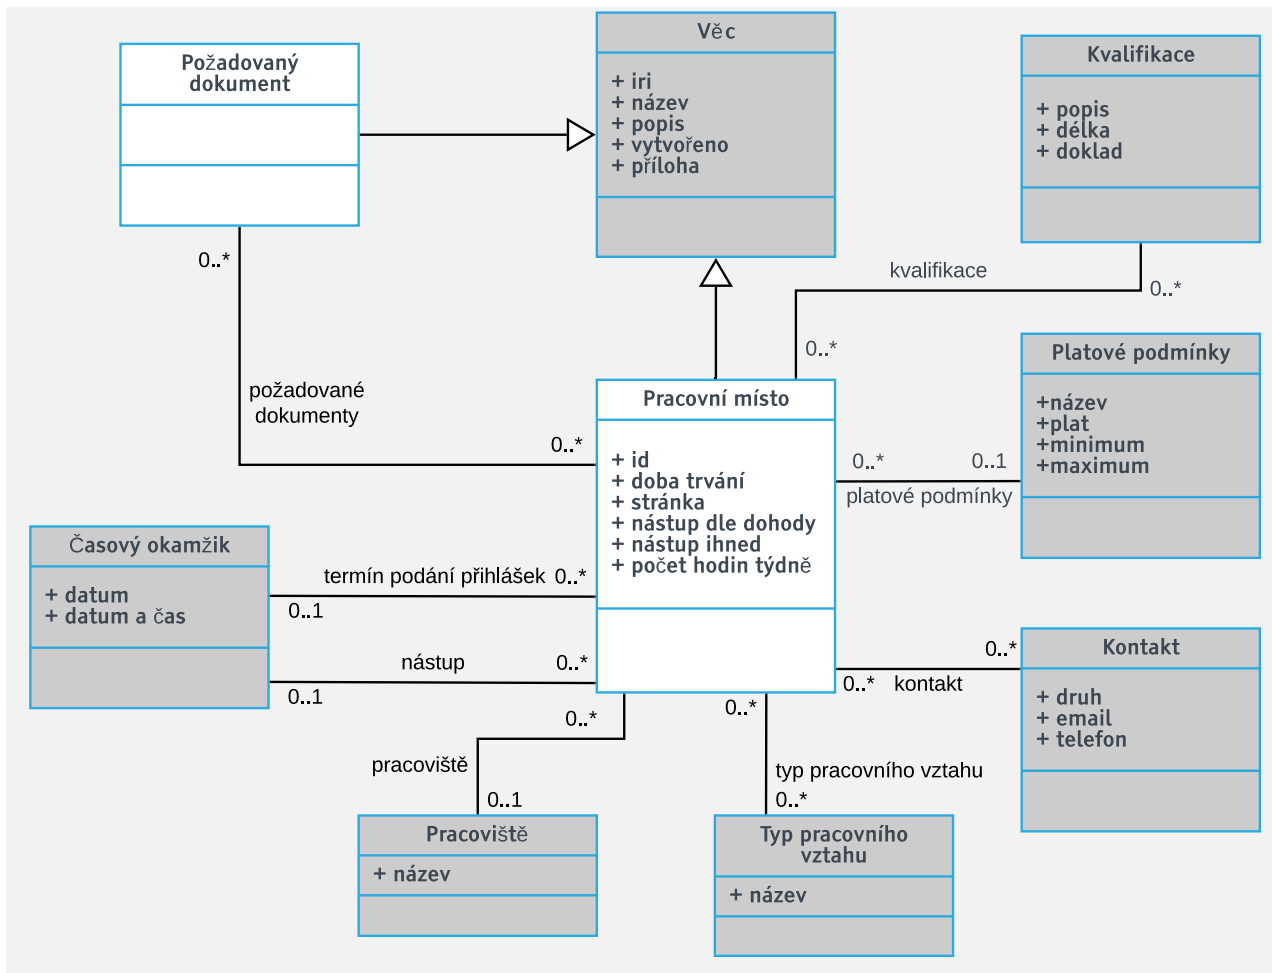 Věc
+ iri
+ název
+ popis
+ vytvořeno
+ příloha
Požadovaný
dokument
Kvalifikace
+ popis
+ délka
+ doklad
0..*
kvalifikace
0..*
0..*
požadované
dokumenty
0..*
Pracovní místo
+ id
+ doba trvání
+ stránka
+ nástup dle dohody
+ nástup ihned
+ počet hodin týdně
Platové podmínky
+název
+plat
+minimum
+maximum
0..*
0..1
platové podmínky
Časový okamžik
+ datum
+ datum a čas
termín podání přihlášek
0..*
0..1
nástup
0..*
0..1
Kontakt
+ druh
+ email
+ telefon
0..*
0..*
kontakt
0..*
pracoviště
0..1
Pracoviště
+ název
0..*
typ pracovního vztahu
0..*
Typ pracovního
vztahu
+ název